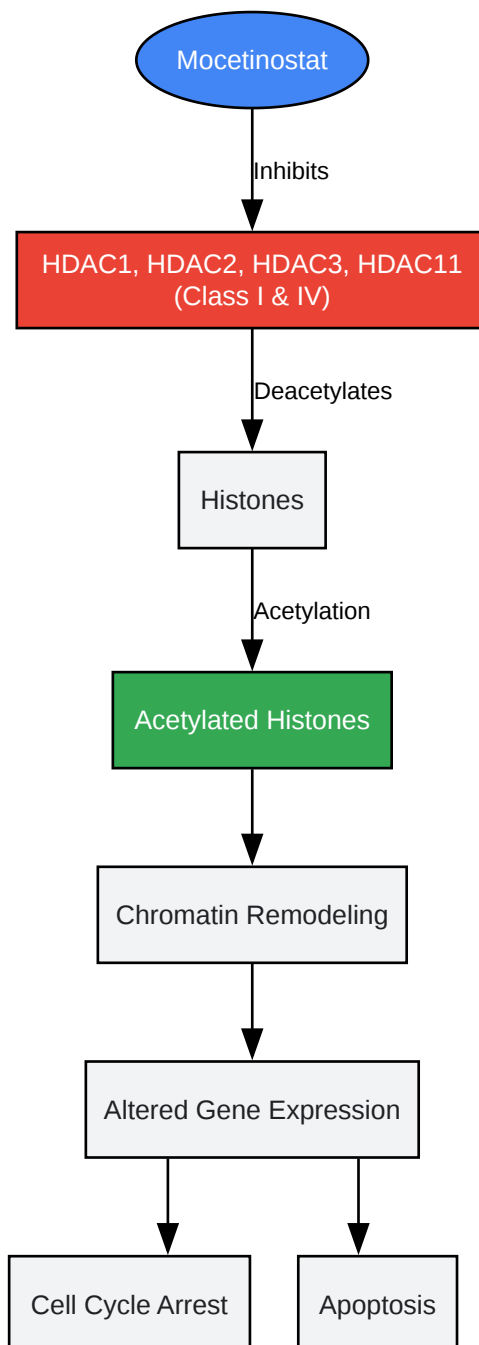 Mocetinostat
Inhibits
HDAC1, HDAC2, HDAC3, HDAC11
(Class I & IV)
Deacetylates
Histones
Acetylation
Acetylated Histones
Chromatin Remodeling
Altered Gene Expression
Cell Cycle Arrest
Apoptosis